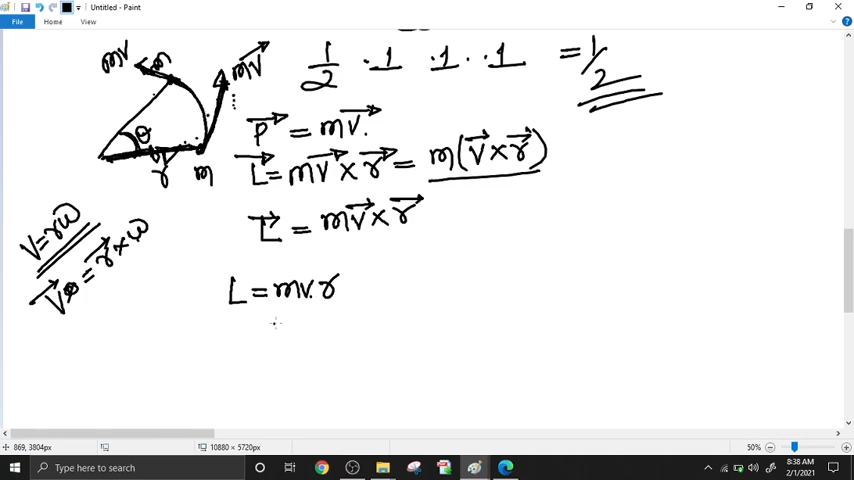 Untitled - Paint
File Home View
mv m
mv
1/2 · 1 · 1 · 1 = 1/2
θ
r m
P = mv.
L = mv × r = m(v × r)
L = mv × r
V = rω
V = r × ω
L = mv.r
869, 3804px 10880 × 5720px 50%
Type here to search
8:38 AM
2/1/2021